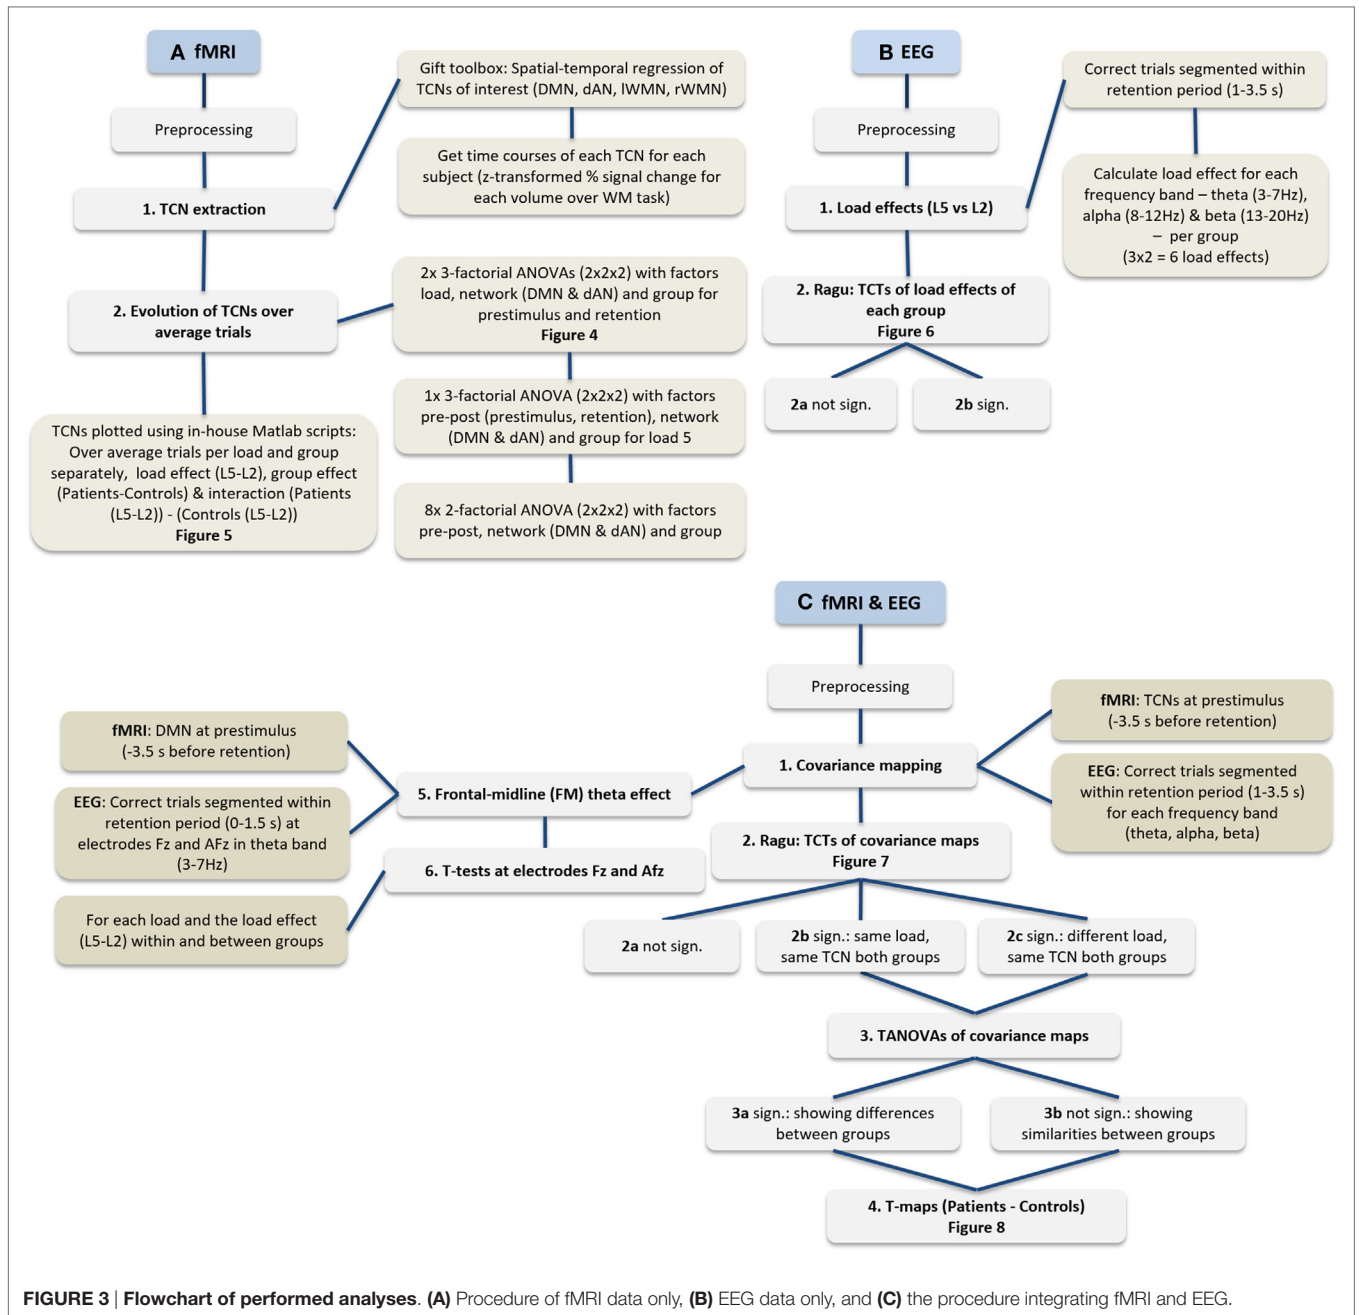 A fMRI
Preprocessing
1. TCN extraction
Gift toolbox: Spatial-temporal regression of
TCNs of interest (DMN, dAN, lWMN, rWMN)
Get time courses of each TCN for each
subject (z-transformed % signal change for
each volume over WM task)
2. Evolution of TCNs over
average trials
2x 3-factorial ANOVAs (2x2x2) with factors
load, network (DMN & dAN) and group for
prestimulus and retention
Figure 4
1x 3-factorial ANOVA (2x2x2) with factors
pre-post (prestimulus, retention), network
(DMN & dAN) and group for load 5
8x 2-factorial ANOVA (2x2x2) with factors
pre-post, network (DMN & dAN) and group
TCNs plotted using in-house Matlab scripts:
Over average trials per load and group
separately, load effect (L5-L2), group effect
(Patients-Controls) & interaction (Patients
(L5-L2)) - (Controls (L5-L2))
Figure 5
B EEG
Preprocessing
1. Load effects (L5 vs L2)
Correct trials segmented within
retention period (1-3.5 s)
Calculate load effect for each
frequency band – theta (3-7Hz),
alpha (8-12Hz) & beta (13-20Hz)
– per group
(3x2 = 6 load effects)
2. Ragu: TCTs of load effects of
each group
Figure 6
2a not sign.
2b sign.
C fMRI & EEG
Preprocessing
1. Covariance mapping
fMRI: TCNs at prestimulus
(-3.5 s before retention)
EEG: Correct trials segmented
within retention period (1-3.5 s)
for each frequency band
(theta, alpha, beta)
5. Frontal-midline (FM) theta effect
fMRI: DMN at prestimulus
(-3.5 s before retention)
EEG: Correct trials segmented within
retention period (0-1.5 s) at
electrodes Fz and AFz in theta band
(3-7Hz)
6. T-tests at electrodes Fz and Afz
For each load and the load effect
(L5-L2) within and between groups
2. Ragu: TCTs of covariance maps
Figure 7
2a not sign.
2b sign.: same load,
same TCN both groups
2c sign.: different load,
same TCN both groups
3. TANOVAs of covariance maps
3a sign.: showing differences
between groups
3b not sign.: showing
similarities between groups
4. T-maps (Patients - Controls)
Figure 8
FIGURE 3 | Flowchart of performed analyses. (A) Procedure of fMRI data only, (B) EEG data only, and (C) the procedure integrating fMRI and EEG.